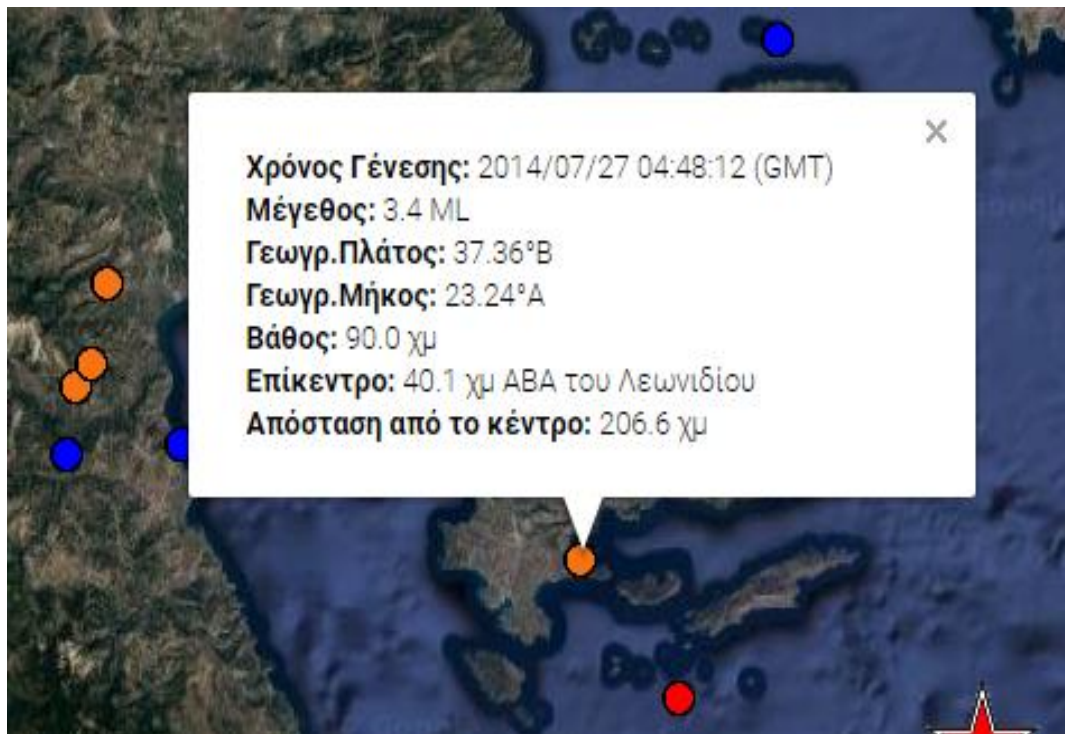 Χρόνος Γένεσης: 2014/07/27 04:48:12 (GMT)
Μέγεθος: 3.4 ML
Γεωγρ.Πλάτος: 37.36°Β
Γεωγρ.Μήκος: 23.24°Α
Βάθος: 90.0 χμ
Επίκεντρο: 40.1 χμ ΑΒΑ του Λεωνιδίου
Απόσταση από το κέντρο: 206.6 χμ